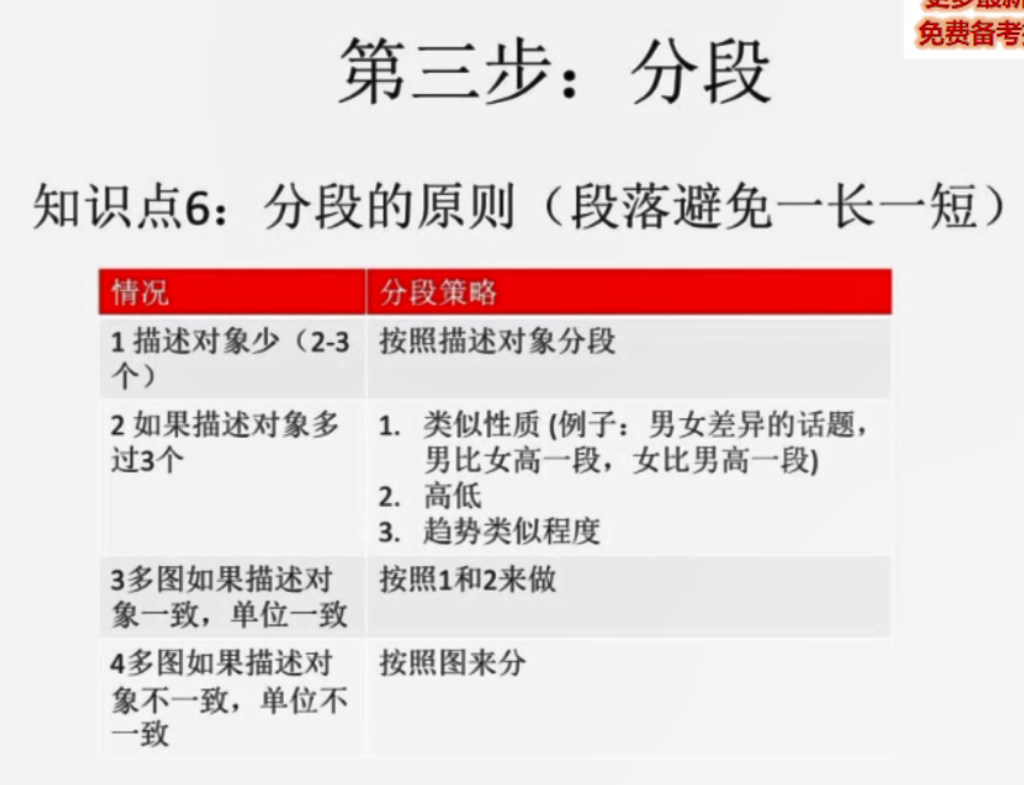 更多最新
免费备考
第三步：分段
知识点6：分段的原则（段落避免一长一短）
情况
分段策略
1 描述对象少（2-3
个）
按照描述对象分段
2 如果描述对象多
过3个
1. 类似性质 (例子：男女差异的话题，
男比女高一段，女比男高一段)
2. 高低
3. 趋势类似程度
3多图如果描述对
象一致，单位一致
按照1和2来做
4多图如果描述对
象不一致，单位不
一致
按照图来分